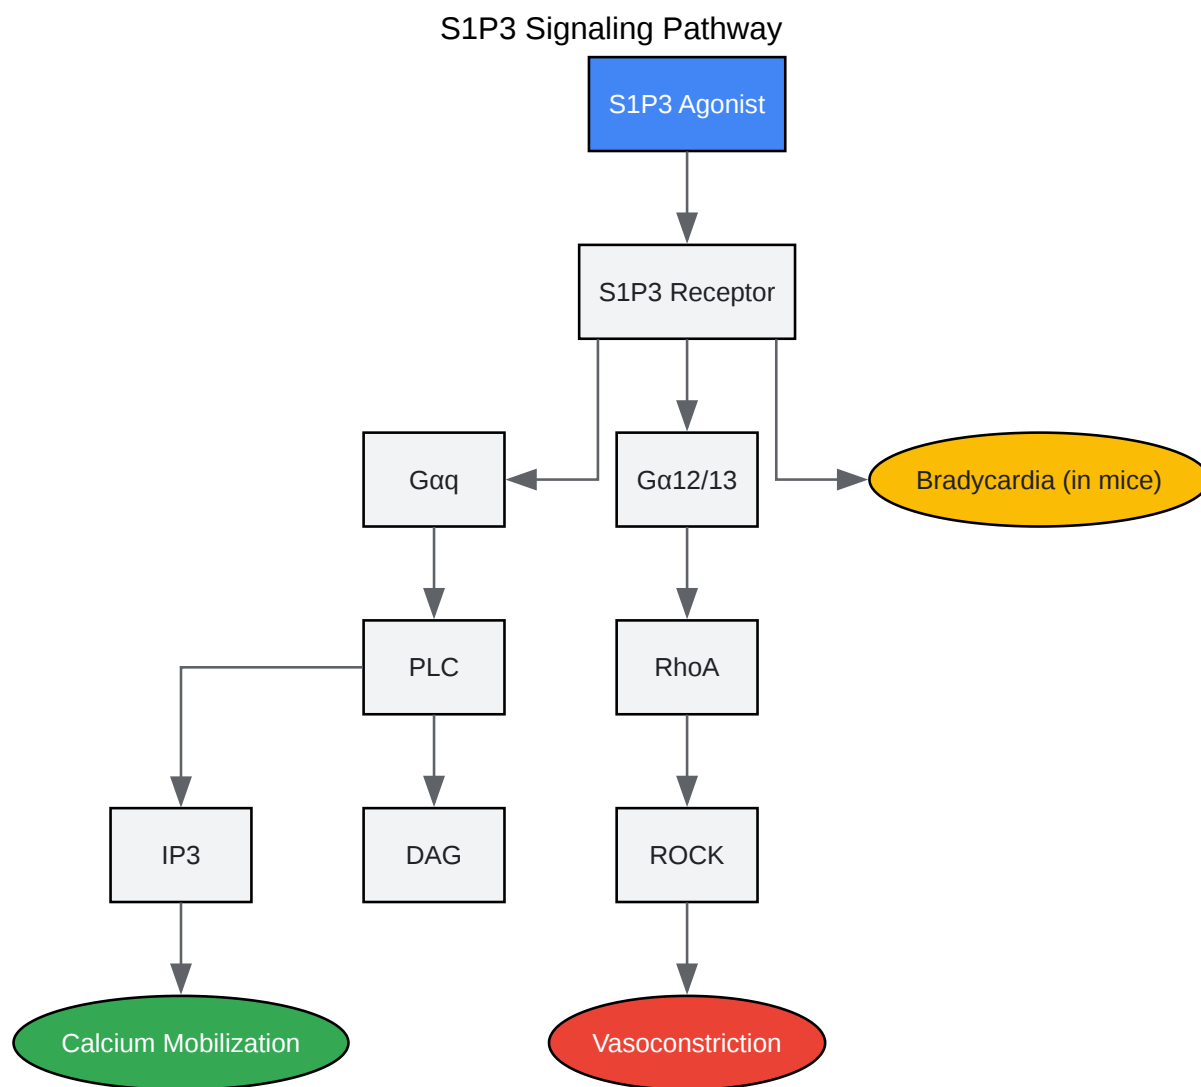 S1P3 Signaling Pathway
S1P3 Agonist
S1P3 Receptor
Gαq
Gα12/13
Bradycardia (in mice)
PLC
RhoA
IP3
DAG
ROCK
Calcium Mobilization
Vasoconstriction